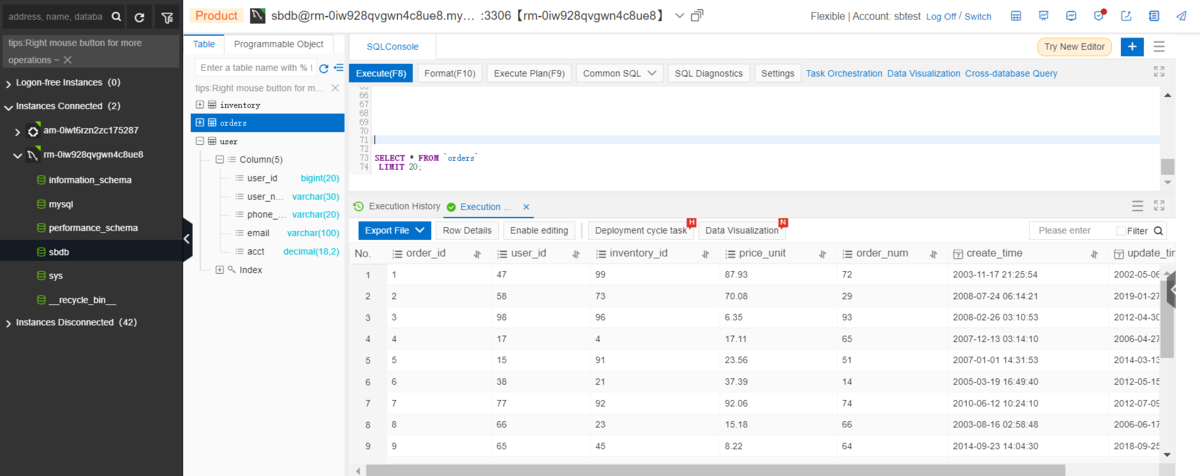 address, name, databa
tips:Right mouse button for more
operations ~
Logon-free Instances (0)
Instances Connected (2)
am-0iwt6rzn2zc175287
rm-0iw928qvgwn4c8ue8
information_schema
mysql
performance_schema
sbdb
sys
__recycle_bin__
Instances Disconnected (42)
Product sbdb@rm-0iw928qvgwn4c8ue8.my... :3306【rm-0iw928qvgwn4c8ue8】
Flexible | Account: sbtest Log Off / Switch
Table Programmable Object
Enter a table name with % !
tips:Right mouse button for m...
inventory
orders
user
Column(5)
user_id bigint(20)
user_n... varchar(30)
phone_... varchar(20)
email varchar(100)
acct decimal(18,2)
Index
SQLConsole
Try New Editor
Execute(F8) Format(F10) Execute Plan(F9) Common SQL SQL Diagnostics Settings Task Orchestration Data Visualization Cross-database Query
66
67
68
69
70
71
72
73 SELECT * FROM `orders`
74 LIMIT 20;
Execution History Execution ...
Export File Row Details Enable editing Deployment cycle task H Data Visualization N Please enter Filter
No. order_id user_id inventory_id price_unit order_num create_time update_tin
1 1 47 99 87.93 72 2003-11-17 21:25:54 2002-05-06
2 2 58 73 70.08 29 2008-07-24 06:14:21 2019-01-27
3 3 98 96 6.35 93 2008-02-26 03:10:53 2012-04-30
4 4 17 4 17.11 65 2007-12-13 03:14:10 2006-04-27
5 5 15 91 23.56 51 2007-01-01 14:31:53 2014-03-13
6 6 38 21 37.39 14 2005-03-19 16:49:40 2012-05-15
7 7 77 92 92.06 74 2010-06-12 10:24:10 2012-07-09
8 8 66 23 15.18 66 2003-08-16 02:58:48 2006-06-17
9 9 65 45 8.22 64 2014-09-23 14:04:30 2018-09-25